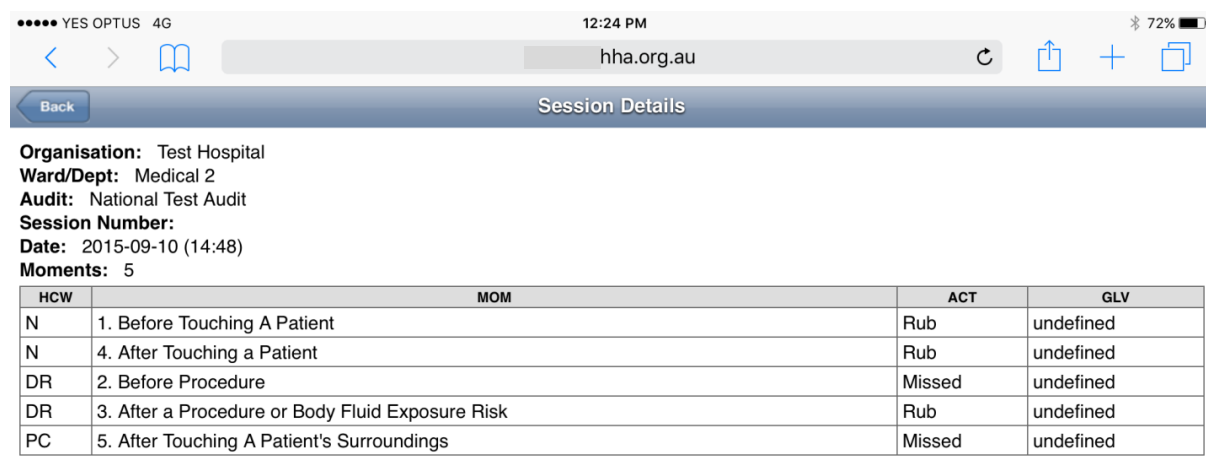 YES OPTUS 4G 12:24 PM 72%
hha.org.au
Back Session Details
Organisation: Test Hospital
Ward/Dept: Medical 2
Audit: National Test Audit
Session Number:
Date: 2015-09-10 (14:48)
Moments: 5
HCW MOM ACT GLV
N 1. Before Touching A Patient Rub undefined
N 4. After Touching a Patient Rub undefined
DR 2. Before Procedure Missed undefined
DR 3. After a Procedure or Body Fluid Exposure Risk Rub undefined
PC 5. After Touching A Patient's Surroundings Missed undefined